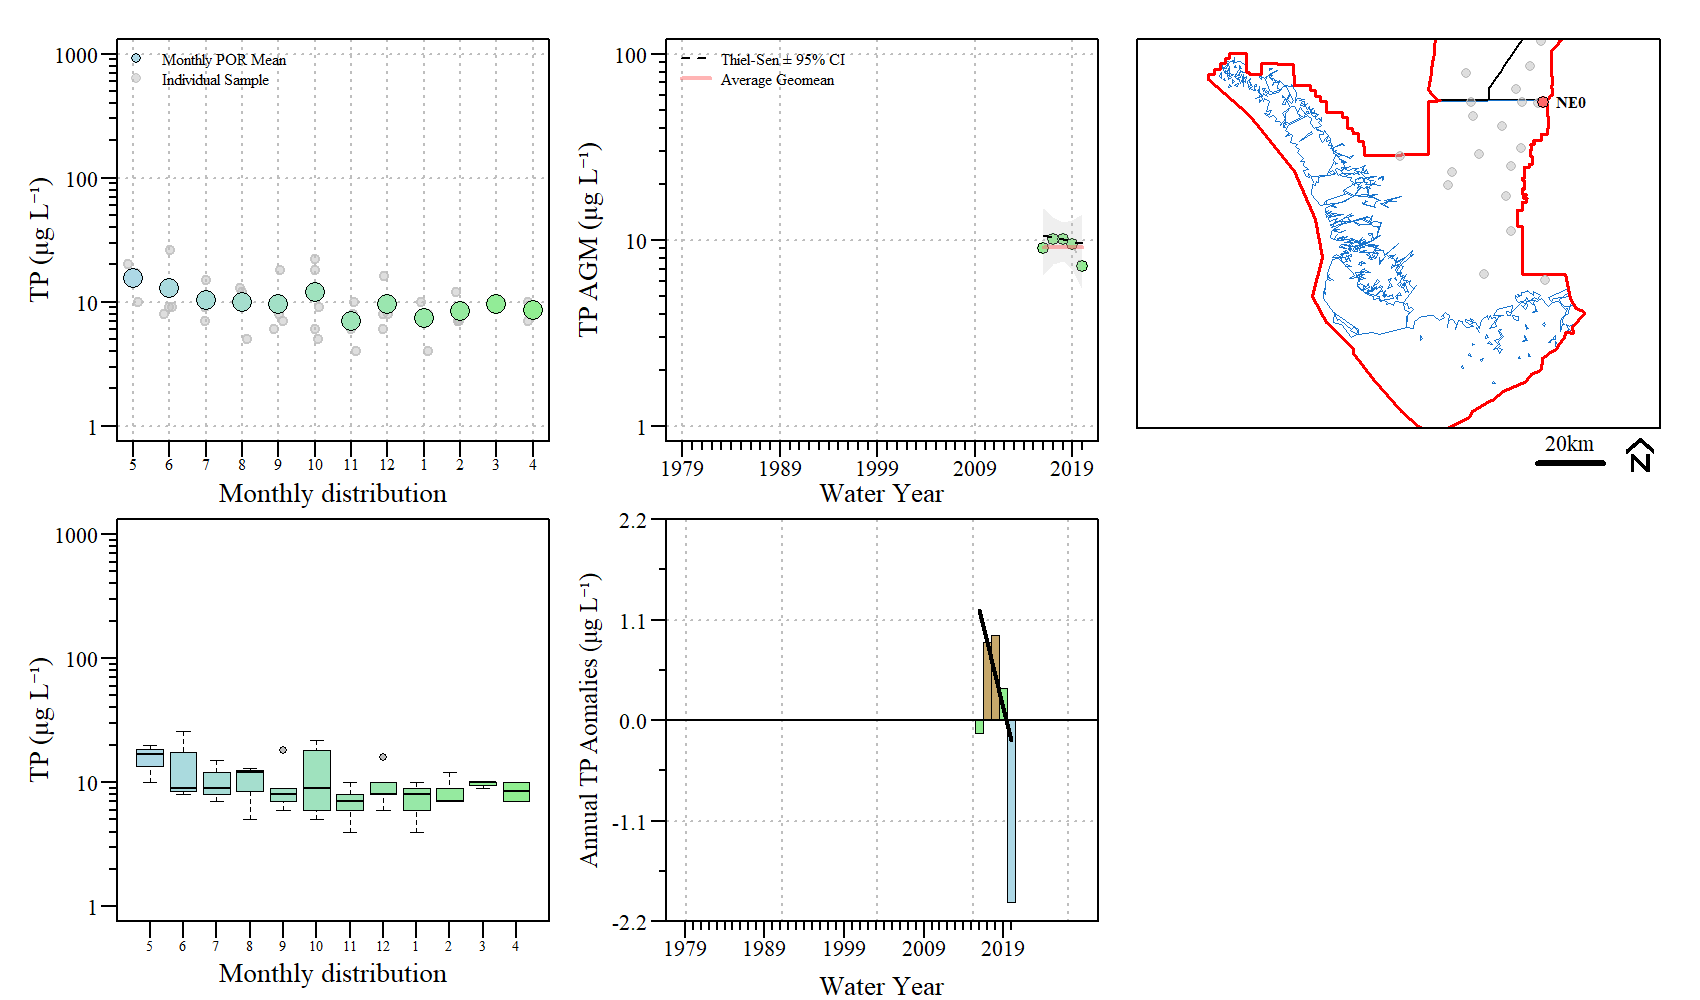 1000
100
10
1
TP (µg L⁻¹)
Monthly POR Mean
Individual Sample
5 6 7 8 9 10 11 12 1 2 3 4
Monthly distribution
100
10
1
TP AGM (µg L⁻¹)
Thiel-Sen ± 95% CI
Average Geomean
1979 1989 1999 2009 2019
Water Year
NE0
20km
N
1000
100
10
1
TP (µg L⁻¹)
5 6 7 8 9 10 11 12 1 2 3 4
Monthly distribution
2.2
1.1
0.0
-1.1
-2.2
Annual TP Aomalies (µg L⁻¹)
1979 1989 1999 2009 2019
Water Year